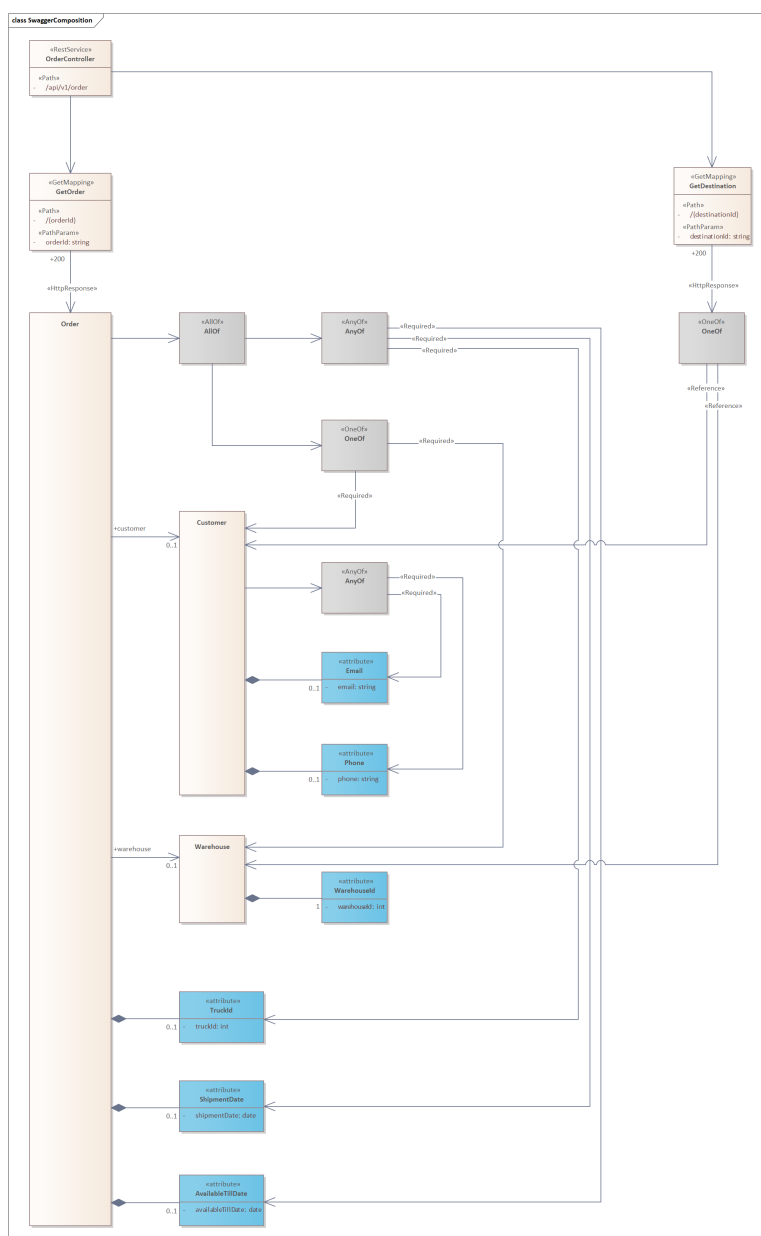 class SwaggerComposition
«RestService»
OrderController
«Path»
- /api/v1/order
«GetMapping»
GetOrder
«Path»
- /{orderId}
«PathParam»
- orderId: string
+200
«HttpResponse»
«GetMapping»
GetDestination
«Path»
- /{destinationId}
«PathParam»
- destinationId: string
+200
«HttpResponse»
Order
«AllOf»
AllOf
«AnyOf»
AnyOf
«Required»
«Required»
«Required»
«OneOf»
OneOf
«Reference»
«Reference»
«OneOf»
OneOf
«Required»
«Required»
+customer
0..1
Customer
«AnyOf»
AnyOf
«Required»
«Required»
«attribute»
Email
0..1
- email: string
«attribute»
Phone
0..1
- phone: string
+warehouse
0..1
Warehouse
«attribute»
WarehouseId
1
- warehouseId: int
«attribute»
TruckId
0..1
- truckId: int
«attribute»
ShipmentDate
0..1
- shipmentDate: date
«attribute»
AvailableTillDate
0..1
- availableTillDate: date